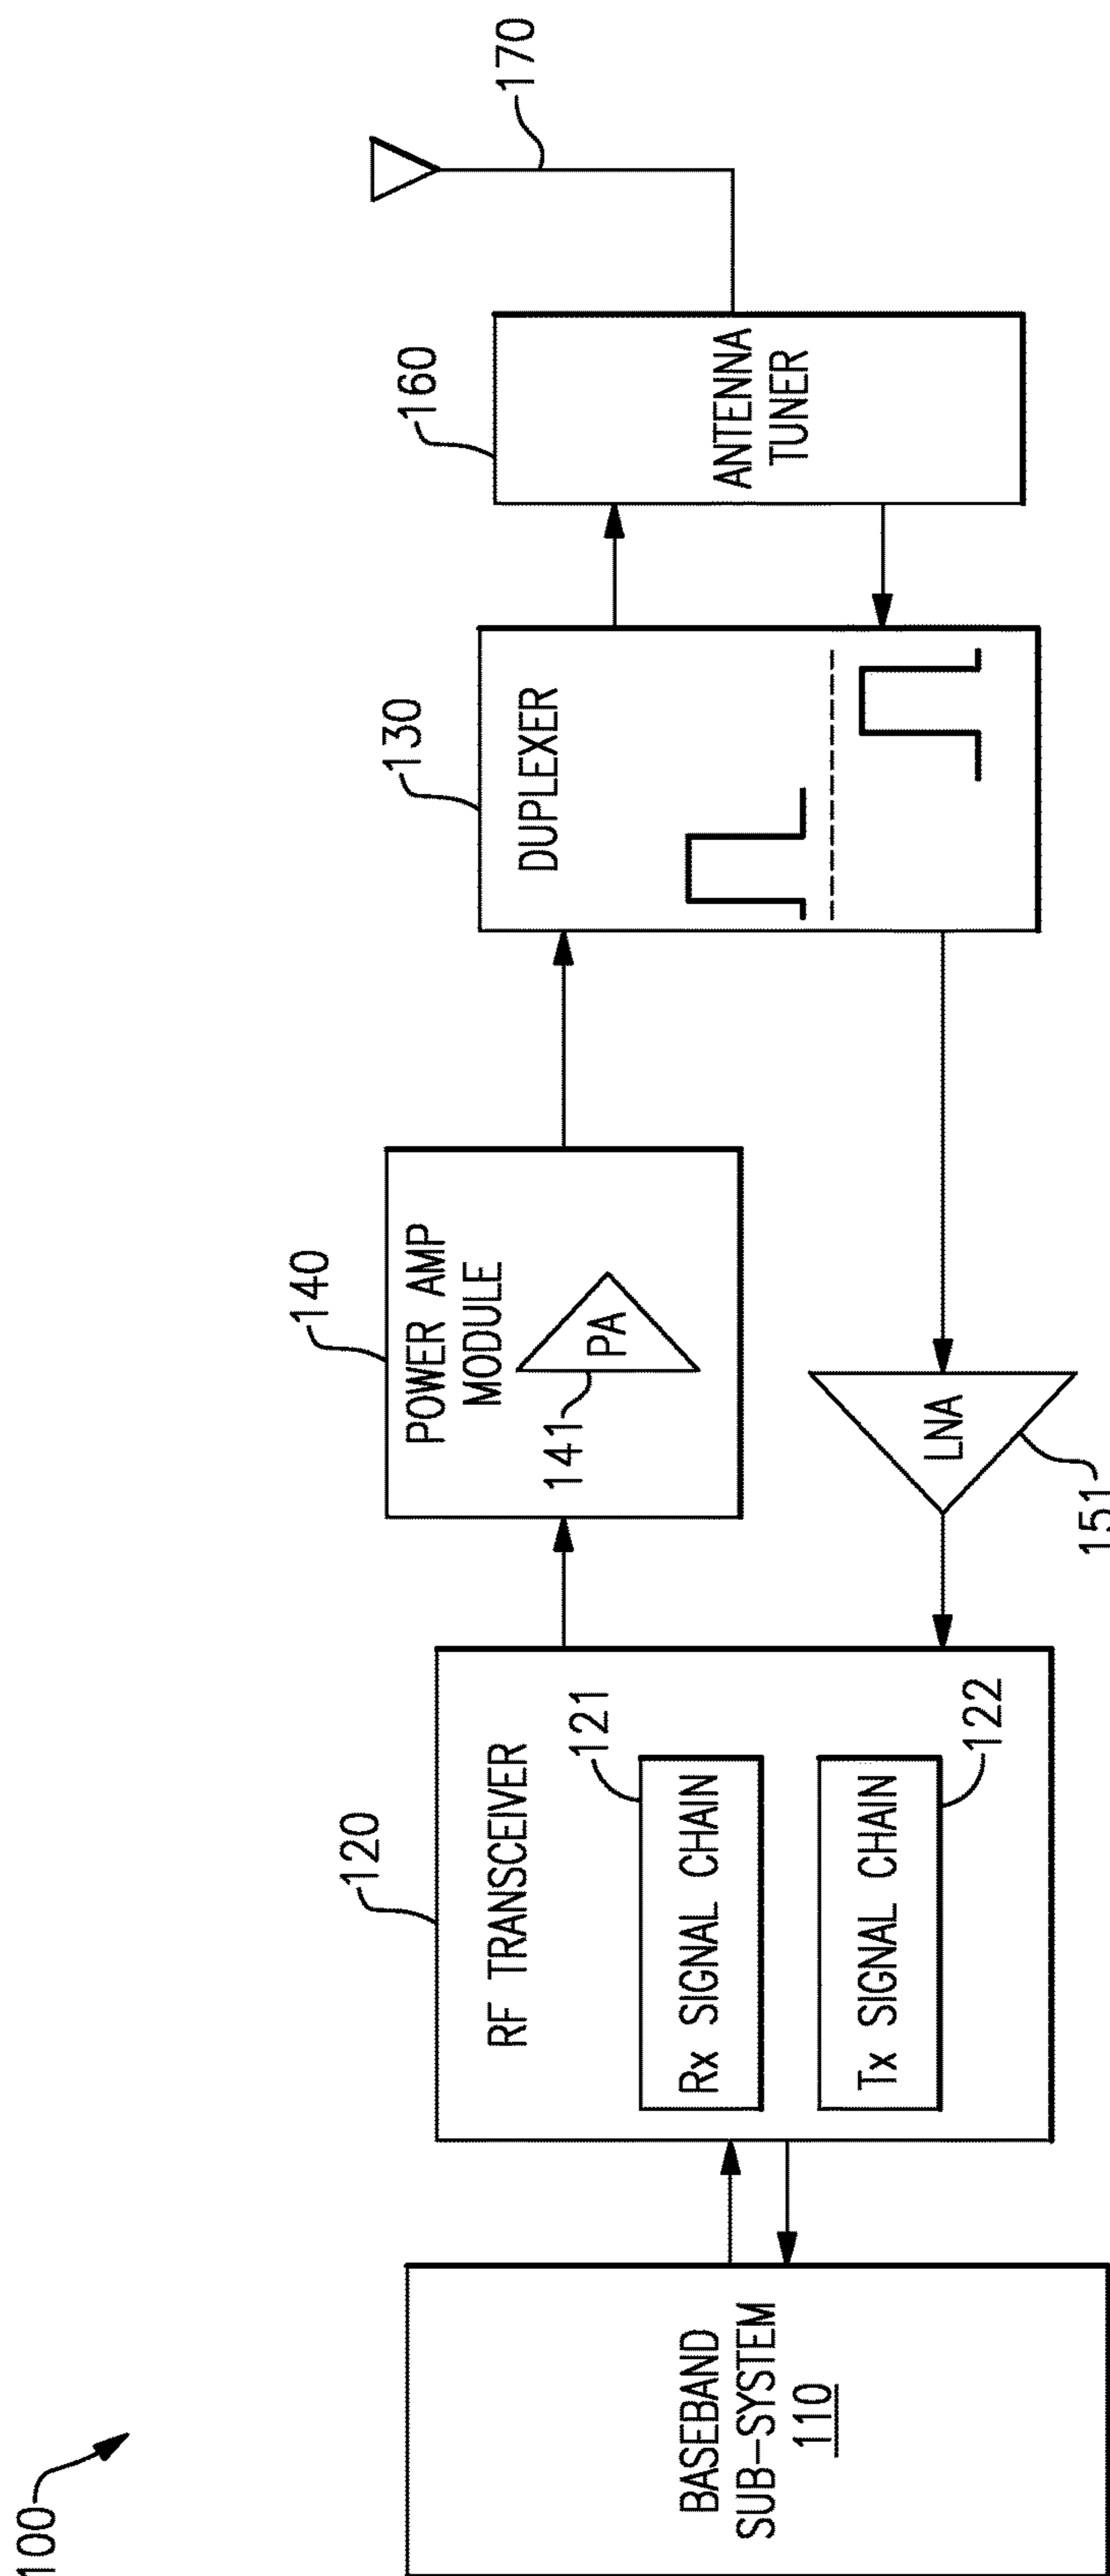 100
BASEBAND
SUB-SYSTEM
110
120
RF TRANSCEIVER
121
Rx SIGNAL CHAIN
Tx SIGNAL CHAIN
122
140
POWER AMP
MODULE
141
PA
LNA
151
130
DUPLEXER
160
ANTENNA
TUNER
170